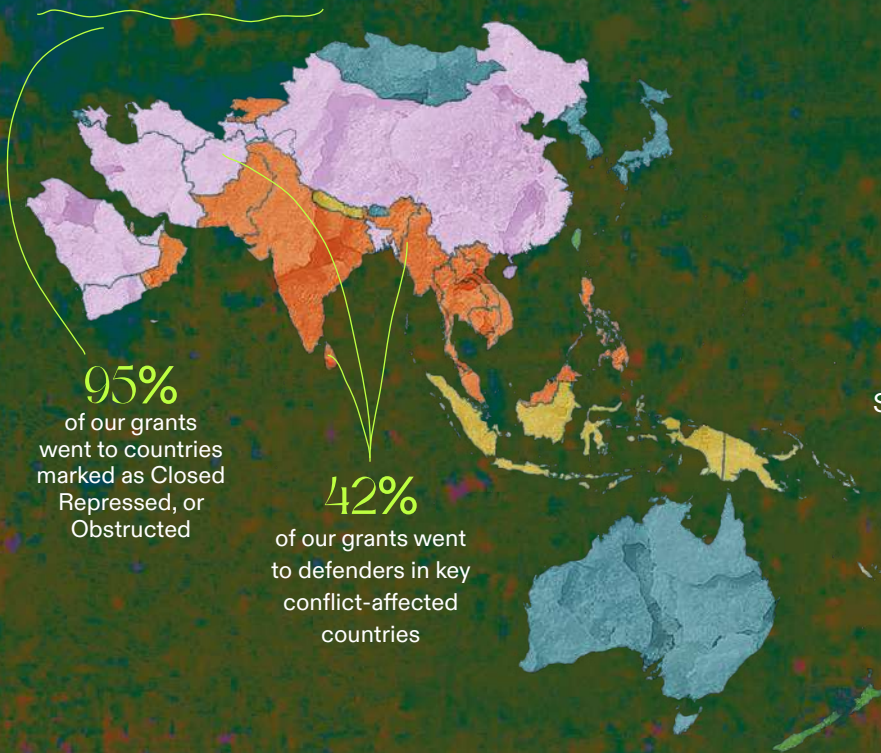 95%
of our grants
went to countries
marked as Closed
Repressed, or
Obstructed
42%
of our grants went
to defenders in key
conflict-affected
countries
S